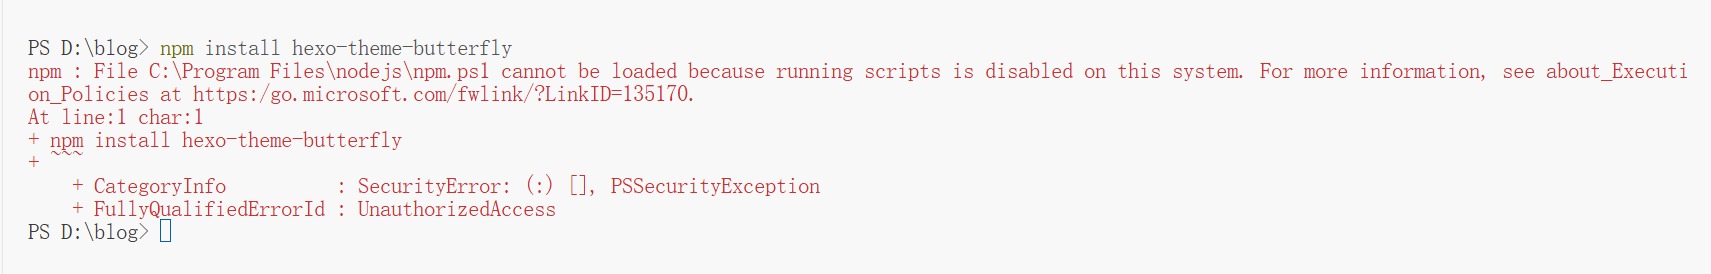 PS D:\blog> npm install hexo-theme-butterfly
npm : File C:\Program Files\nodejs\npm.ps1 cannot be loaded because running scripts is disabled on this system. For more information, see about_Executi
on_Policies at https:/go.microsoft.com/fwlink/?LinkID=135170.
At line:1 char:1
+ npm install hexo-theme-butterfly
+ ~~~
    + CategoryInfo          : SecurityError: (:) [], PSSecurityException
    + FullyQualifiedErrorId : UnauthorizedAccess
PS D:\blog>